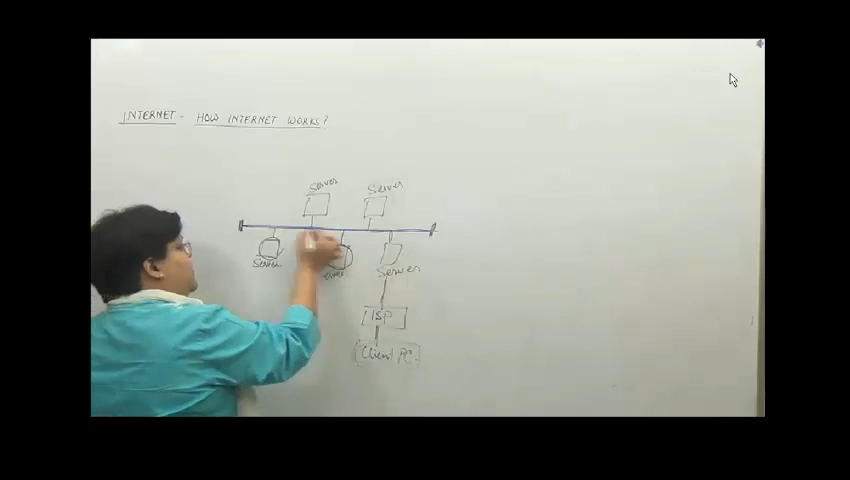 INTERNET - HOW INTERNET WORKS?
Server
Server
Server
Server
ISP
Client PC